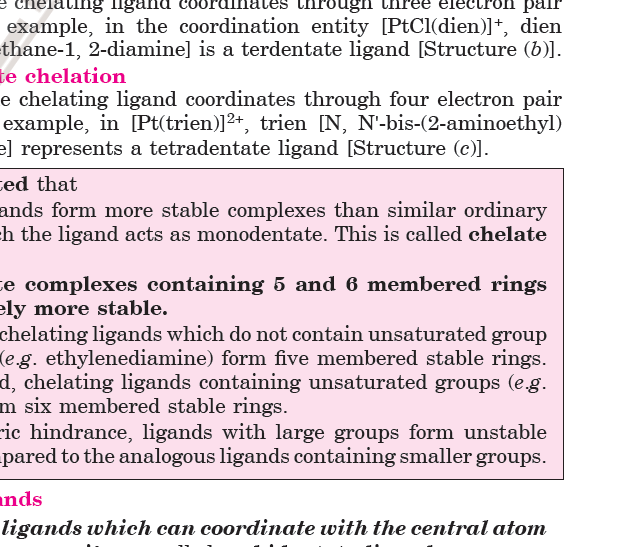 e chelating ligand coordinates through three electron pair
example, in the coordination entity [PtCl(dien)]⁺, dien
ethane-1, 2-diamine] is a terdentate ligand [Structure (b)].
te chelation
e chelating ligand coordinates through four electron pair
example, in [Pt(trien)]²⁺, trien [N, N'-bis-(2-aminoethyl)
e] represents a tetradentate ligand [Structure (c)].
ted that
ands form more stable complexes than similar ordinary
ch the ligand acts as monodentate. This is called chelate
te complexes containing 5 and 6 membered rings
ely more stable.
chelating ligands which do not contain unsaturated group
(e.g. ethylenediamine) form five membered stable rings.
d, chelating ligands containing unsaturated groups (e.g.
m six membered stable rings.
ric hindrance, ligands with large groups form unstable
pared to the analogous ligands containing smaller groups.
ands
ligands which can coordinate with the central atom